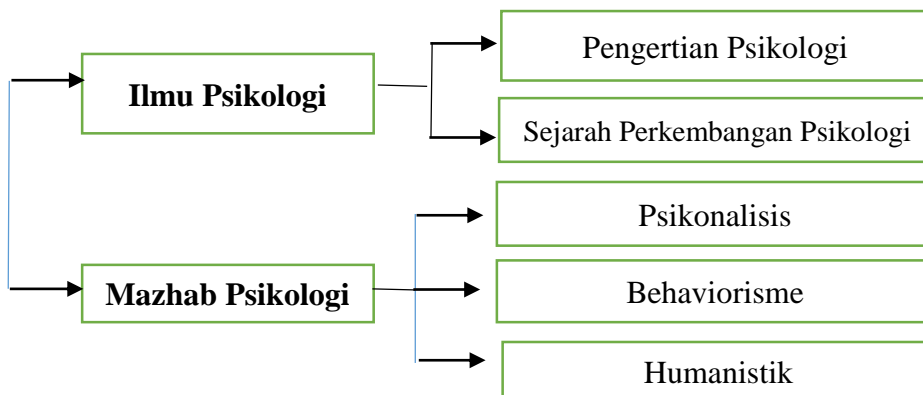 Ilmu Psikologi
Pengertian Psikologi
Sejarah Perkembangan Psikologi
Mazhab Psikologi
Psikonalisis
Behaviorisme
Humanistik